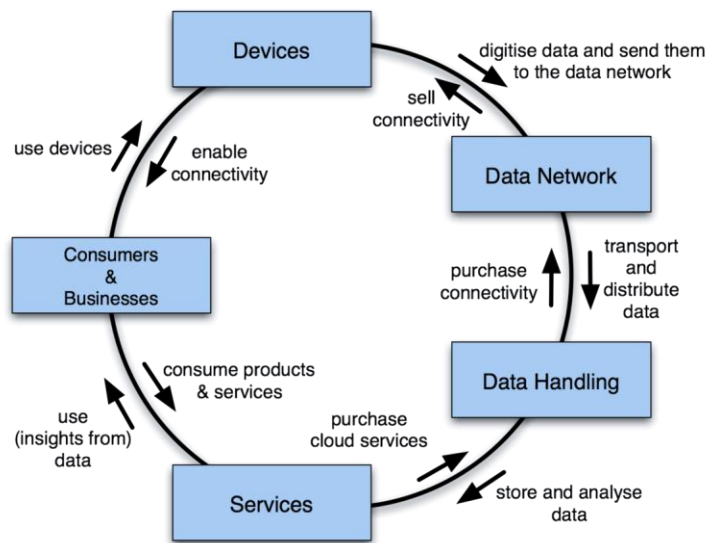 Devices
digitise data and send them
to the data network
sell
connectivity
use devices
enable
connectivity
Data Network
Consumers
&
Businesses
purchase
connectivity
transport
and
distribute
data
consume products
& services
Data Handling
use
(insights from)
data
purchase
cloud services
Services
store and analyse
data